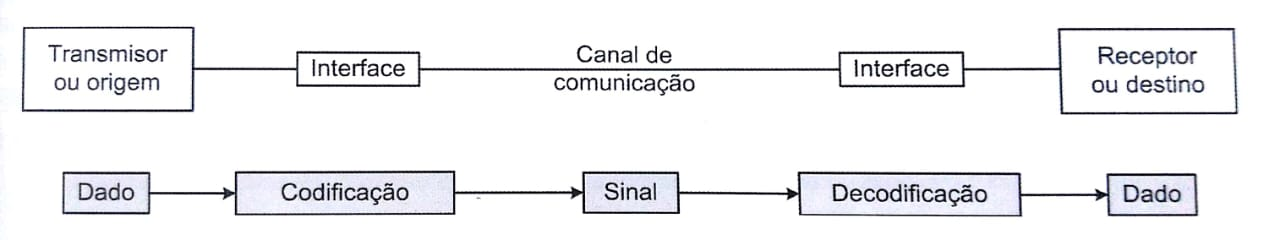 Transmisor
ou origem
Interface
Canal de
comunicação
Interface
Receptor
ou destino
Dado
Codificação
Sinal
Decodificação
Dado